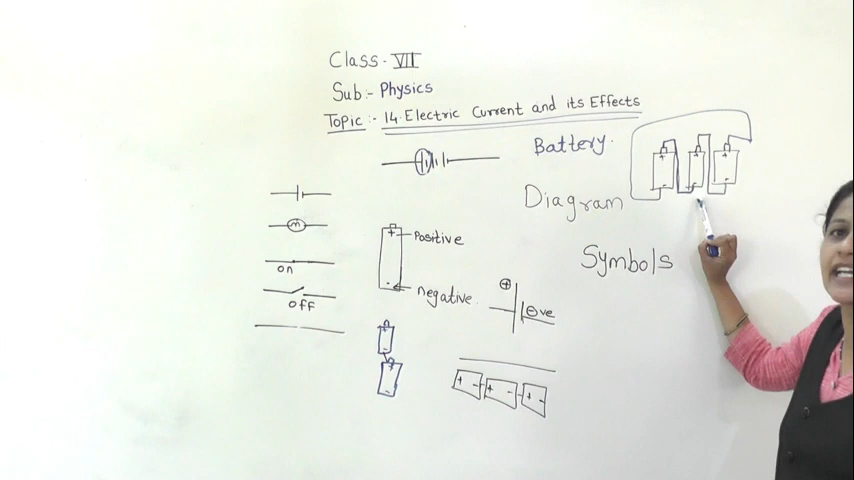 Class - VII
Sub:- Physics
Topic :- 14. Electric Current and its Effects
Battery.
Diagram
Symbols
on
off
+ Positive
- negative.
+
⊖ve
+ -
+ -
+ - + - + -
+ - + - + -